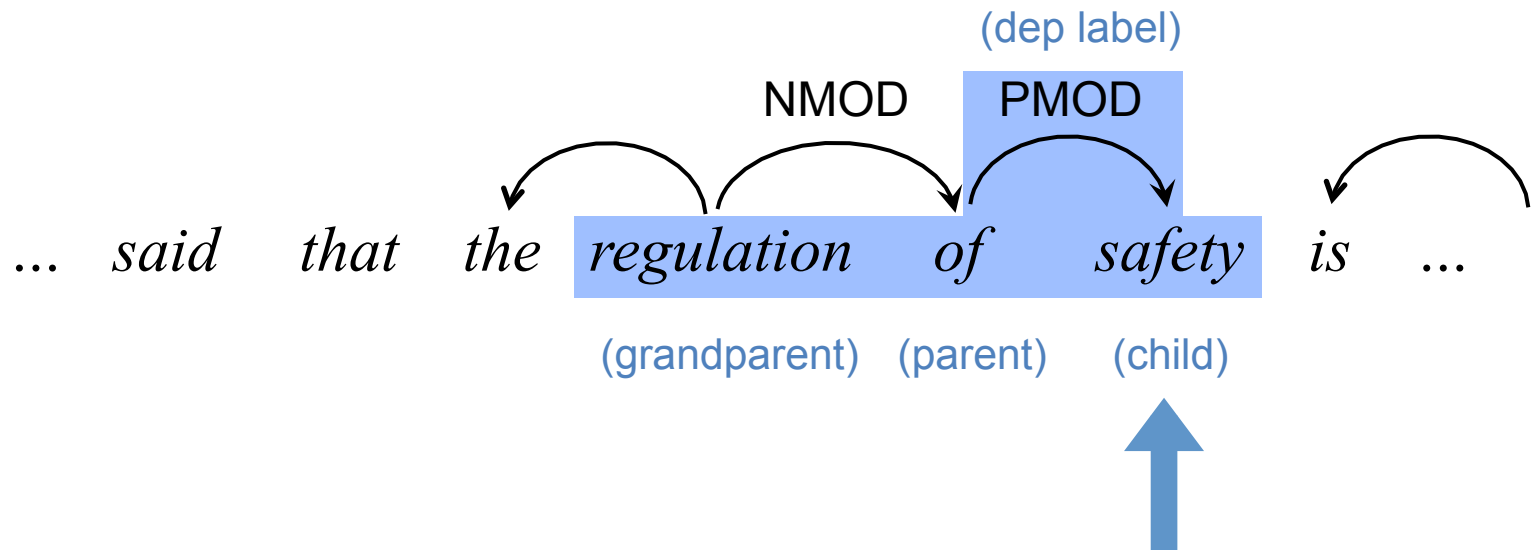 (dep label)
NMOD PMOD
... said that the regulation of safety is ...
(grandparent) (parent) (child)